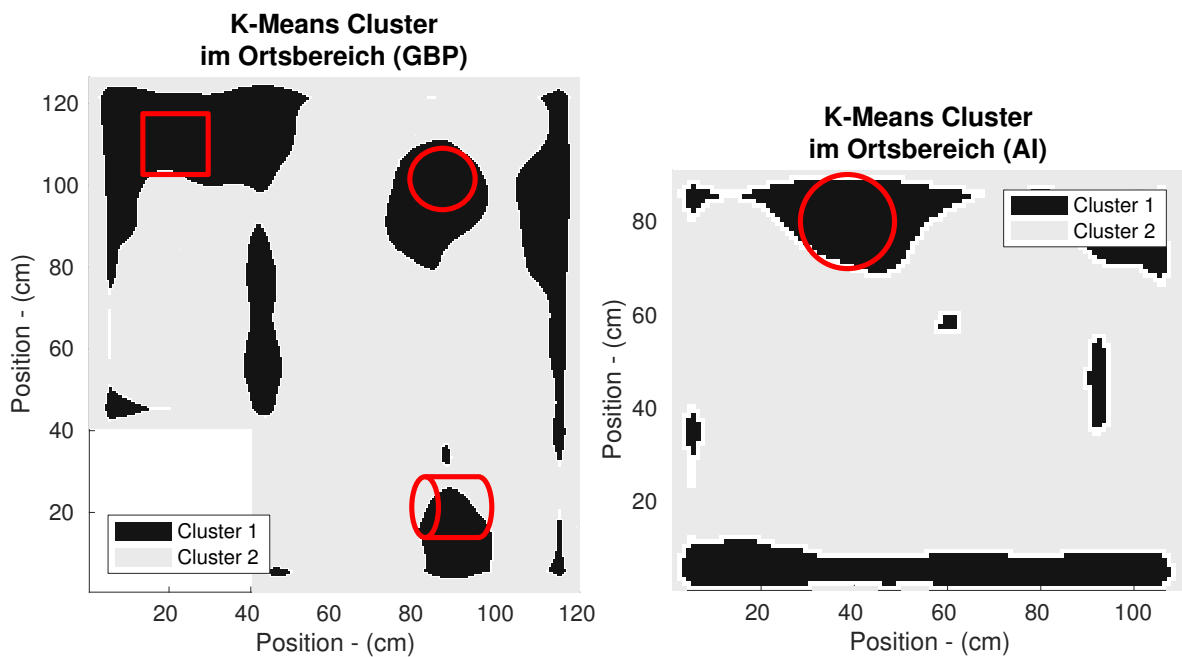 K-Means Cluster
im Ortsbereich (GBP)
120
100
80
60
40
20
Position - (cm)
Cluster 1
Cluster 2
20
40
60
80
100
120
Position - (cm)
K-Means Cluster
im Ortsbereich (AI)
80
60
40
20
Position - (cm)
Cluster 1
Cluster 2
20
40
60
80
100
Position - (cm)